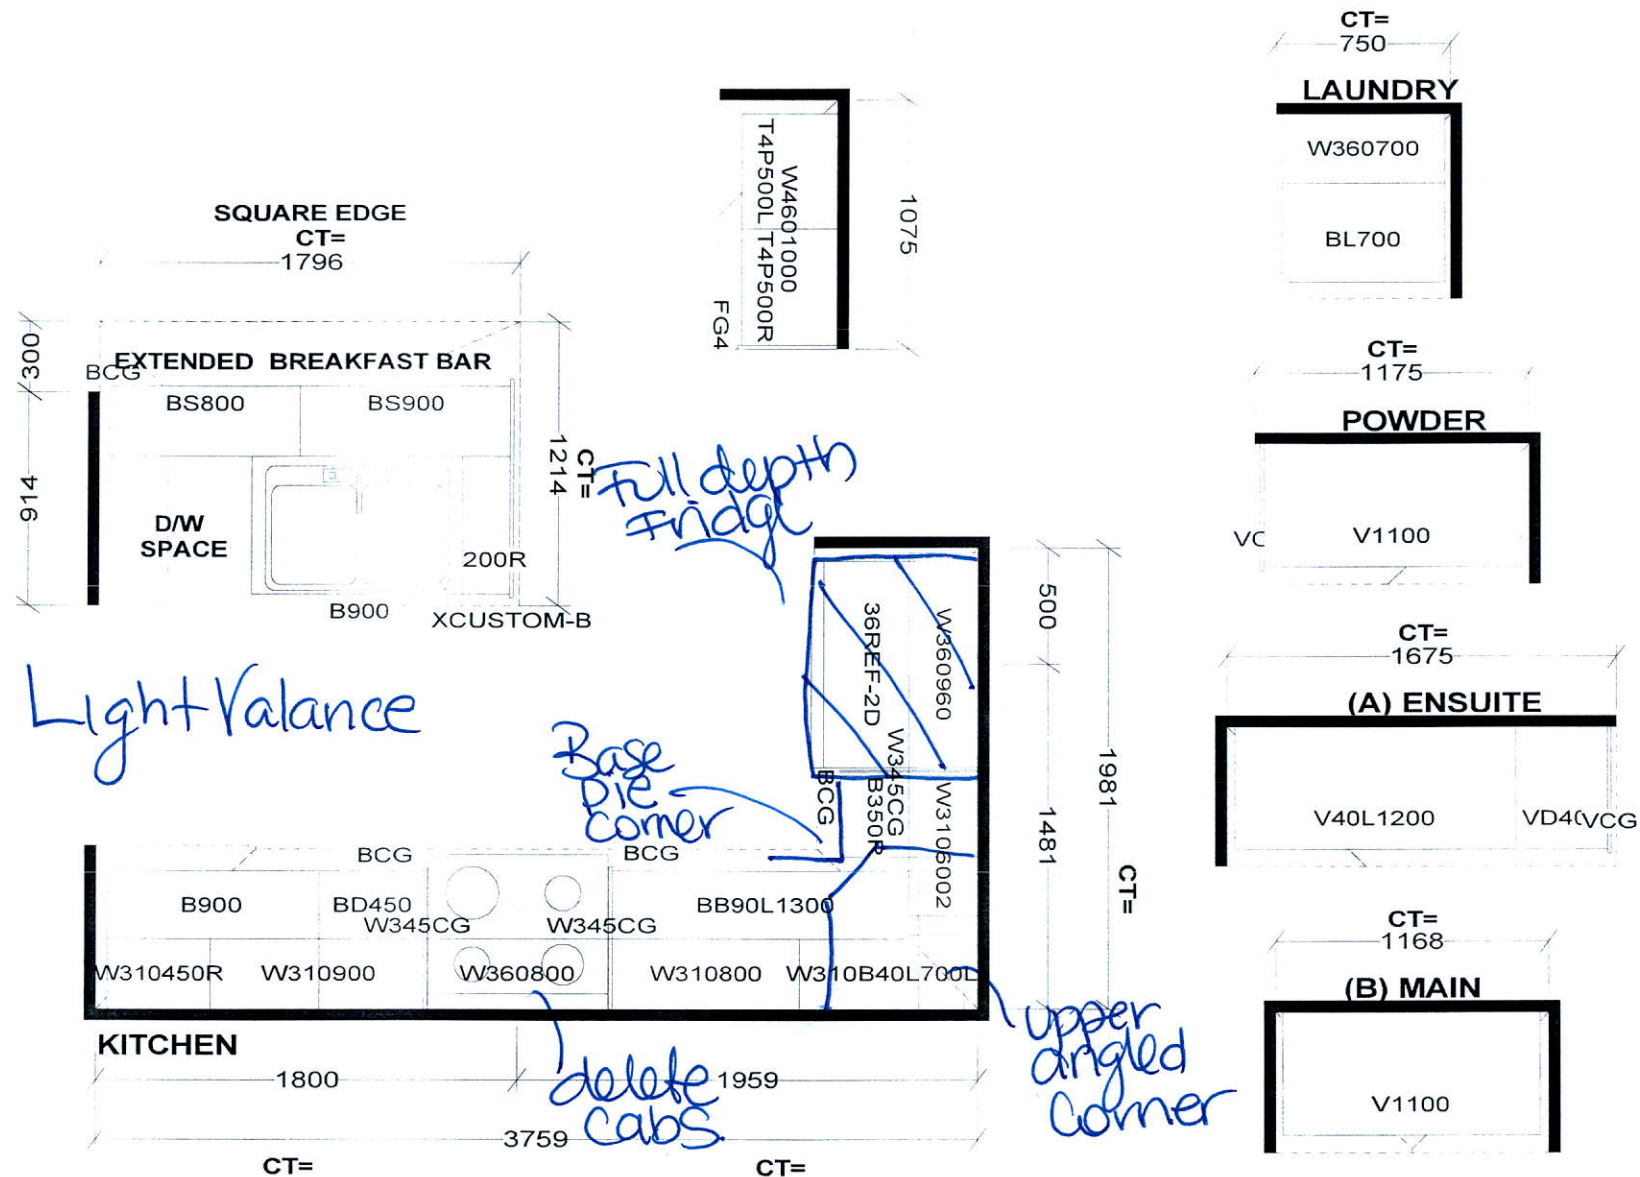 SQUARE EDGE
CT=
1796
300
914
EXTENDED BREAKFAST BAR
BCG
BS800
BS900
D/W
SPACE
200R
B900
XCUSTOM-B
1214
CT=
T4P500L T4P500R
W4601000
FG4
1075
Full depth
Fridge
36REF-2D
W360960
500
1981
1481
CT=
Light Valance
Base
pie
corner
BCG
W345CG
B350R
W3106002
BCG
BCG
B900
BD450
W345CG
W345CG
BB90L1300
W310450R
W310900
W360800
W310800
W310B40L700L
KITCHEN
1800
1959
delete
cabs.
upper
angled
corner
3759
CT=
CT=
CT=
750
LAUNDRY
W360700
BL700
CT=
1175
POWDER
V1100
CT=
1675
(A) ENSUITE
V40L1200
VCG
CT=
1168
(B) MAIN
V1100